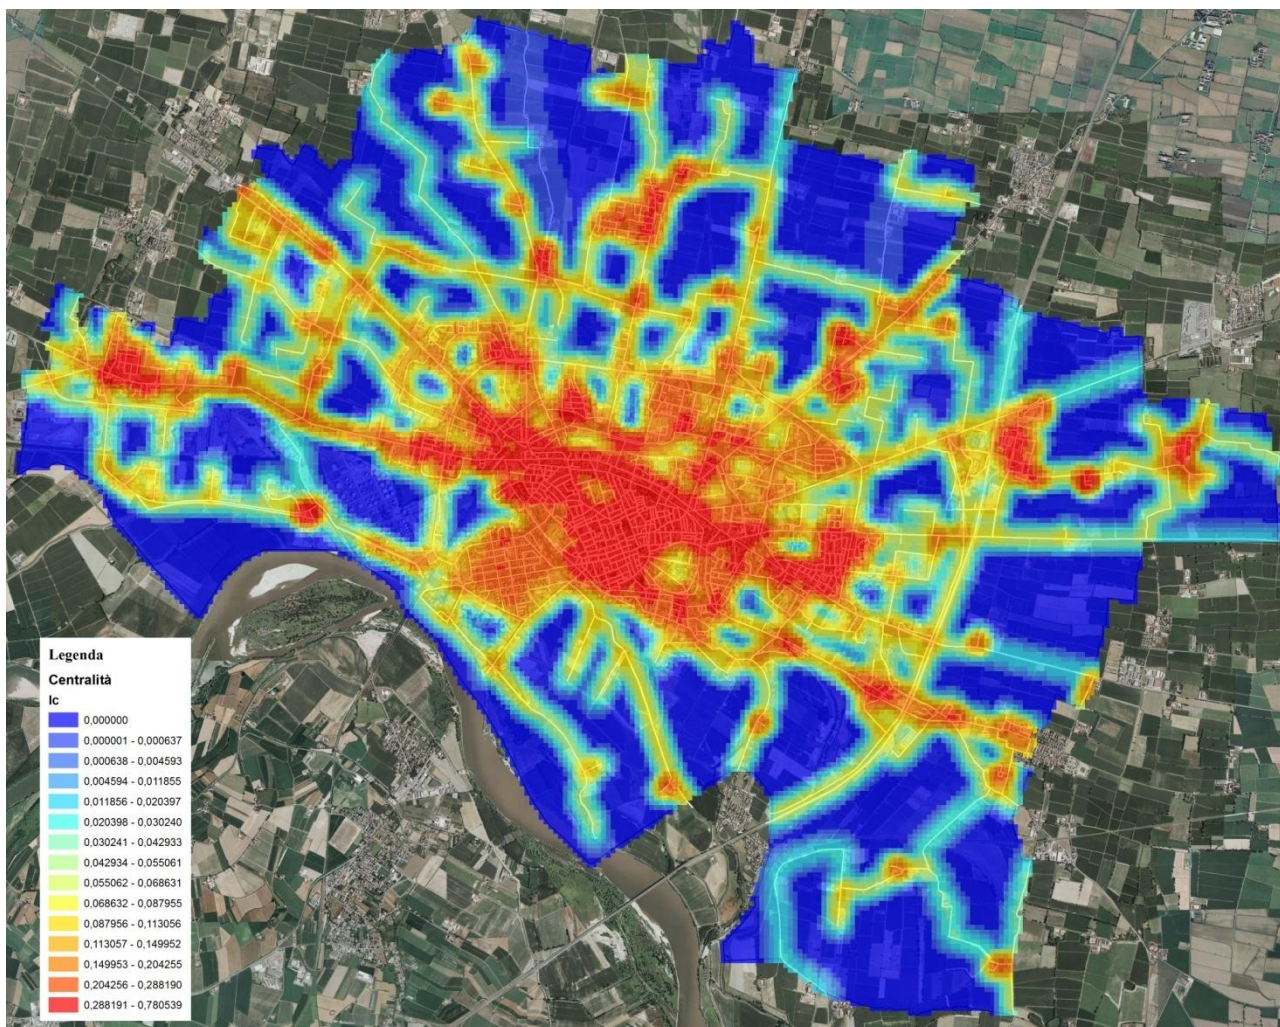 Legenda
Centralità
Ic
0,000000
0,000001 - 0,000637
0,000638 - 0,004593
0,004594 - 0,011855
0,011856 - 0,020397
0,020398 - 0,030240
0,030241 - 0,042933
0,042934 - 0,055061
0,055062 - 0,068631
0,068632 - 0,087955
0,087956 - 0,113056
0,113057 - 0,149952
0,149953 - 0,204255
0,204256 - 0,288190
0,288191 - 0,780539